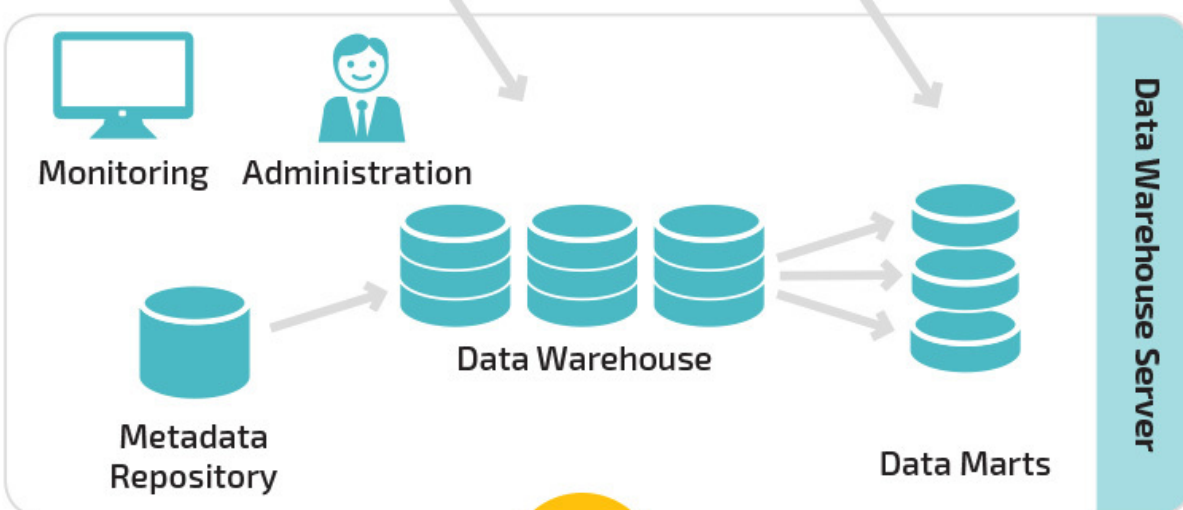 Monitoring
Administration
Data Warehouse
Metadata
Repository
Data Marts
Data Warehouse Server